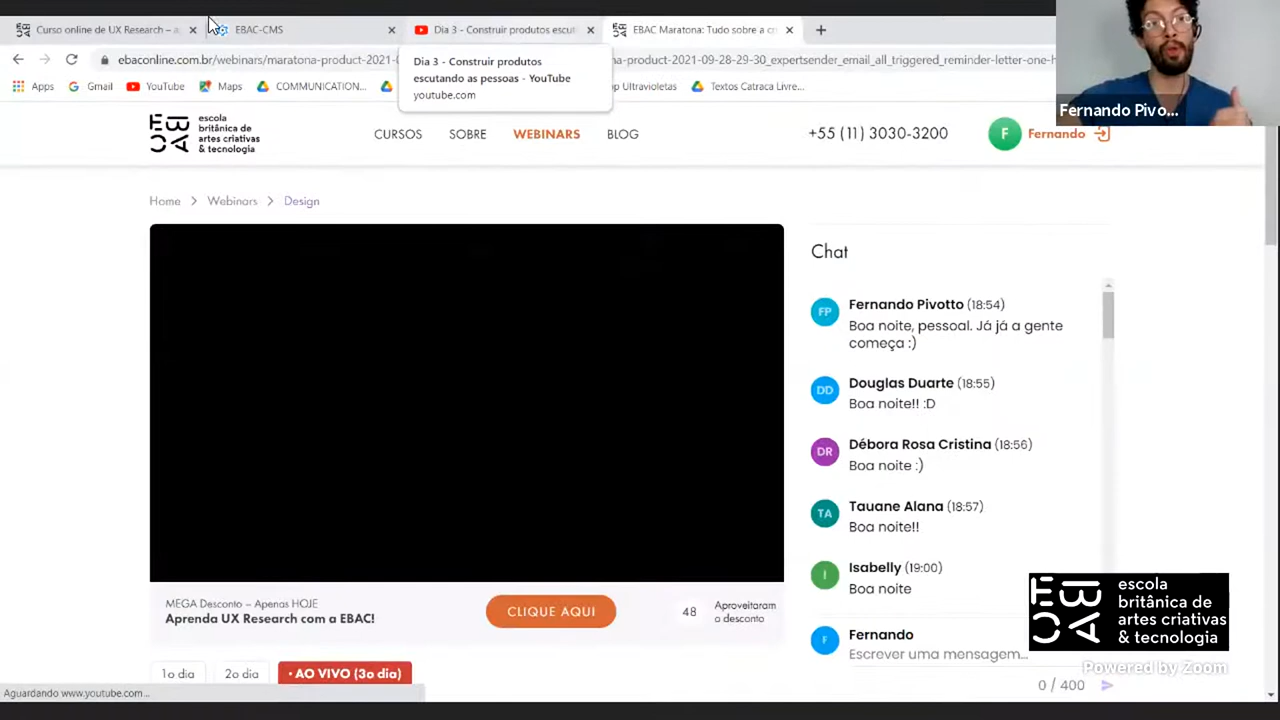 Curso online de UX Research – a
EBAC-CMS
Dia 3 - Construir produtos escut
EBAC Maratona: Tudo sobre a c
ebaconline.com.br/webinars/maratona-product-2021-0
na-product-2021-09-28-29-30_expertsender_email_all_triggered_reminder-letter-one-h
Dia 3 - Construir produtos
escutando as pessoas - YouTube
youtube.com
Apps
Gmail
YouTube
Maps
COMMUNICATION...
op Ultravioletas
Textos Catraca Livre...
Fernando Pivo...
escola
britânica de
artes criativas
& tecnologia
CURSOS
SOBRE
WEBINARS
BLOG
+55 (11) 3030-3200
F
Fernando
Home
Webinars
Design
Chat
FP
Fernando Pivotto (18:54)
Boa noite, pessoal. Já já a gente
começa :)
DD
Douglas Duarte (18:55)
Boa noite!! :D
DR
Débora Rosa Cristina (18:56)
Boa noite :)
TA
Tauane Alana (18:57)
Boa noite!!
I
Isabelly (19:00)
Boa noite
F
Fernando
Escrever uma mensagem...
0 / 400
MEGA Desconto – Apenas HOJE
Aprenda UX Research com a EBAC!
CLIQUE AQUI
48
Aproveitaram
o desconto
1o dia
2o dia
• AO VIVO (3o dia)
Aguardando www.youtube.com...
EBAC
escola
britânica de
artes criativas
& tecnologia
Powered by Zoom